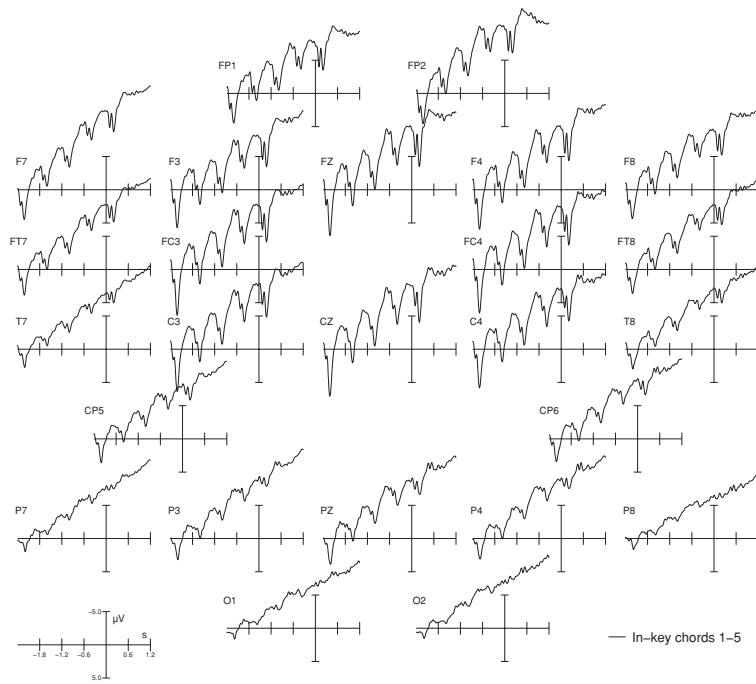 FP1 FP2
F7 F3 FZ F4 F8
FT7 FC3 FC4 FT8
T7 C3 CZ C4 T8
CP5 CP6
P7 P3 PZ P4 P8
O1 O2
-5.0
μV
s
In-key chords 1-5
-1.8 -1.2 -0.6 0.6 1.2
5.0